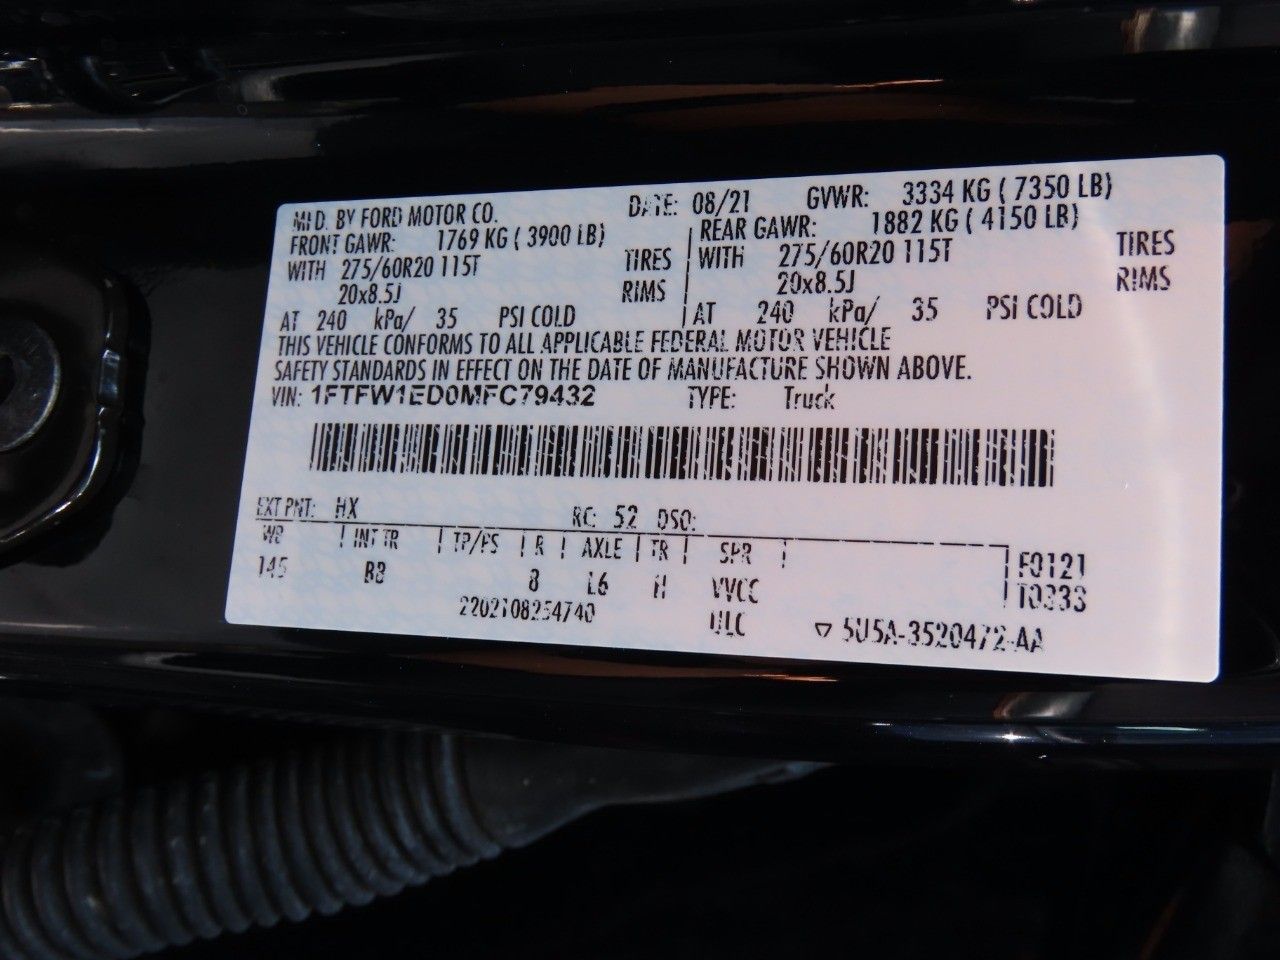 MFD. BY FORD MOTOR CO. DATE: 08/21 GVWR: 3334 KG ( 7350 LB)
FRONT GAWR: 1769 KG ( 3900 LB) REAR GAWR: 1882 KG ( 4150 LB)
WITH 275/60R20 115T TIRES WITH 275/60R20 115T TIRES
20x8.5J RIMS 20x8.5J RIMS
AT 240 kPa/ 35 PSI COLD AT 240 kPa/ 35 PSI COLD
THIS VEHICLE CONFORMS TO ALL APPLICABLE FEDERAL MOTOR VEHICLE
SAFETY STANDARDS IN EFFECT ON THE DATE OF MANUFACTURE SHOWN ABOVE.
VIN: 1FTFW1ED0MFC79432 TYPE: Truck
EXT PNT: HX RC: 52 DSO:
WB INT TR TP/PS R AXLE TR SPR F0121
145 8 L6 H VVCC
2202108254740 ULC 5U5A-3520472-AA